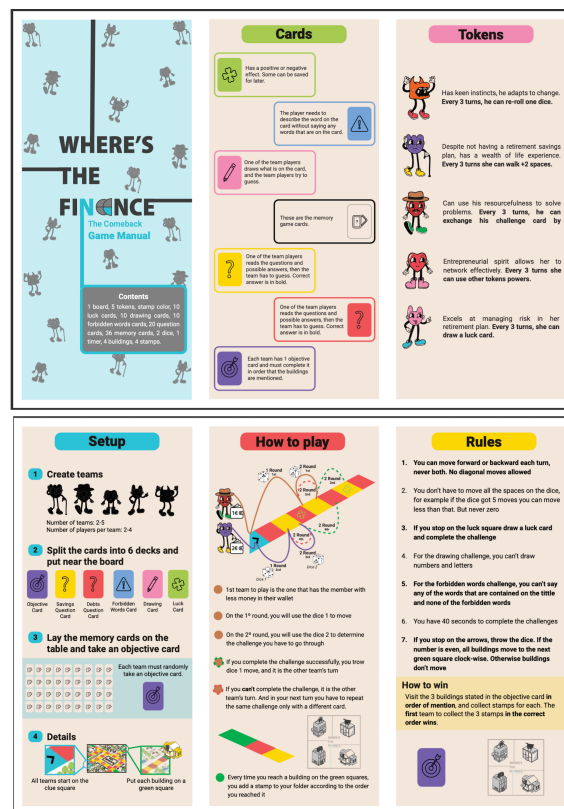 WHERE'S
THE
FINANCE
The Comeback
Game Manual
Contents
1 board, 5 tokens, stamp color, 10
luck cards, 10 drawing cards, 10
forbidden words cards, 20 question
cards, 36 memory cards, 2 dice, 1
timer, 4 buildings, 4 stamps.
Cards
Has a positive or negative
effect. Some can be saved
for later.
The player needs to
describe the word on the
card without saying any
words that are on the card.
One of the team players
draws what is on the card,
and the team players try to
guess.
These are the memory
game cards.
One of the team players
reads the questions and
possible answers, then the
team has to guess. Correct
answer is in bold.
One of the team players
reads the questions and
possible answers, then the
team has to guess. Correct
answer is in bold.
Each team has 1 objective
card and must complete it
in order that the buildings
are mentioned.
Tokens
Has keen instincts, he adapts to change.
Every 3 turns, he can re-roll one dice.
Despite not having a retirement savings
plan, has a wealth of life experience.
Every 3 turns she can walk +2 spaces.
Can use his resourcefulness to solve
problems. Every 3 turns, he can
exchange his challenge card by
Entrepreneurial spirit allows her to
network effectively. Every 3 turns she
can use other tokens powers.
Excels at managing risk in her
retirement plan. Every 3 turns, she can
draw a luck card.
Setup
1 Create teams
Number of teams: 2-5
Number of players per team: 2-4
2 Split the cards into 6 decks and
put near the board
Objective
Card
Savings
Question
Card
Debts
Question
Card
Forbidden
Words Card
Drawing
Card
Luck
Card
3 Lay the memory cards on the
table and take an objective card
Each team must randomly
take an objective card.
4 Details
All teams start on the
clue square
Put each building on a
green square
How to play
1 Round
1st
2 Round
1st
2 Round
2nd
2 Round
3rd
1€
2€
1 Round
2nd
2 Round
3rd
2 Round
4th
Dice 1
Dice 2
1st team to play is the one that has the member with
less money in their wallet
On the 1º round, you will use the dice 1 to move
On the 2º round, you will use the dice 2 to determine
the challenge you have to go through
If you complete the challenge successfully, you trow
dice 1 move, and it is the other team's turn
If you can't complete the challenge, it is the other
team's turn. And in your next turn you have to repeat
the same challenge only with a different card.
Every time you reach a building on the green squares,
you add a stamp to your folder according to the order
you reached it
Rules
1. You can move forward or backward each turn,
never both. No diagonal moves allowed
2. You don't have to move all the spaces on the dice,
for example if the dice got 5 moves you can move
less than that. But never zero
3. If you stop on the luck square draw a luck card
and complete the challenge
4. For the drawing challenge, you can't draw
numbers and letters
5. For the forbidden words challenge, you can't say
any of the words that are contained on the tittle
and none of the forbidden words
6. You have 40 seconds to complete the challenges
7. If you stop on the arrows, throw the dice. If the
number is even, all buildings move to the next
green square clock-wise. Otherwise buildings
don't move
How to win
Visit the 3 buildings stated in the objective card in
order of mention, and collect stamps for each. The
first team to collect the 3 stamps in the correct
order wins.